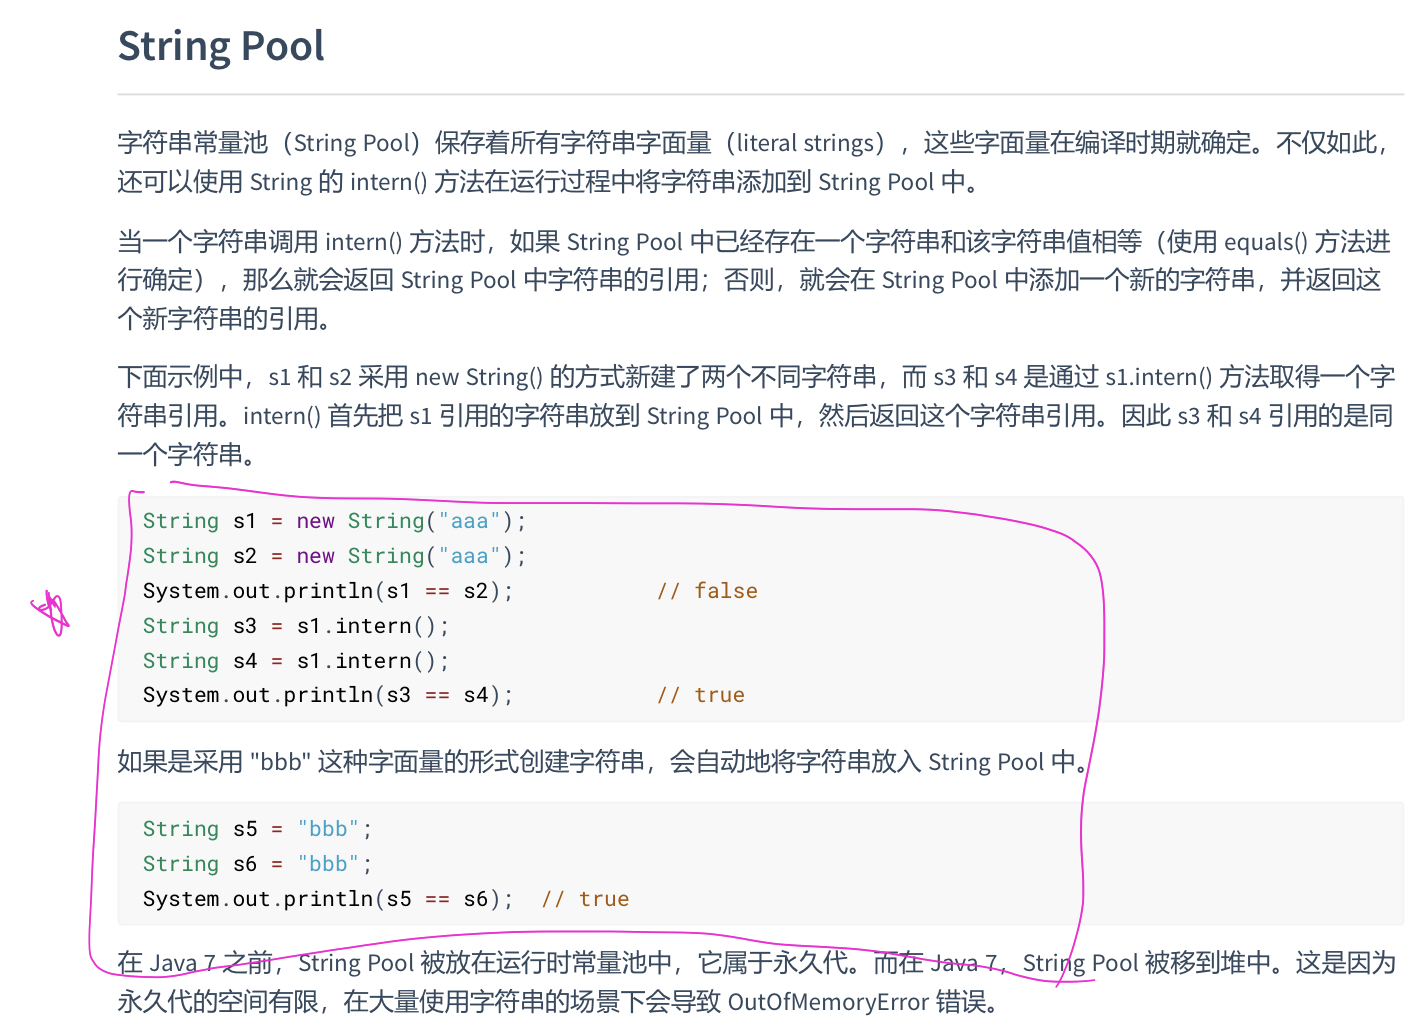 String Pool
字符串常量池（String Pool）保存着所有字符串字面量（literal strings），这些字面量在编译时期就确定。不仅如此，
还可以使用 String 的 intern() 方法在运行过程中将字符串添加到 String Pool 中。
当一个字符串调用 intern() 方法时，如果 String Pool 中已经存在一个字符串和该字符串值相等（使用 equals() 方法进
行确定），那么就会返回 String Pool 中字符串的引用；否则，就会在 String Pool 中添加一个新的字符串，并返回这
个新字符串的引用。
下面示例中，s1 和 s2 采用 new String() 的方式新建了两个不同字符串，而 s3 和 s4 是通过 s1.intern() 方法取得一个字
符串引用。intern() 首先把 s1 引用的字符串放到 String Pool 中，然后返回这个字符串引用。因此 s3 和 s4 引用的是同
一个字符串。
String s1 = new String("aaa");
String s2 = new String("aaa");
System.out.println(s1 == s2);           // false
String s3 = s1.intern();
String s4 = s1.intern();
System.out.println(s3 == s4);           // true
如果是采用 "bbb" 这种字面量的形式创建字符串，会自动地将字符串放入 String Pool 中。
String s5 = "bbb";
String s6 = "bbb";
System.out.println(s5 == s6);  // true
在 Java 7 之前，String Pool 被放在运行时常量池中，它属于永久代。而在 Java 7，String Pool 被移到堆中。这是因为
永久代的空间有限，在大量使用字符串的场景下会导致 OutOfMemoryError 错误。